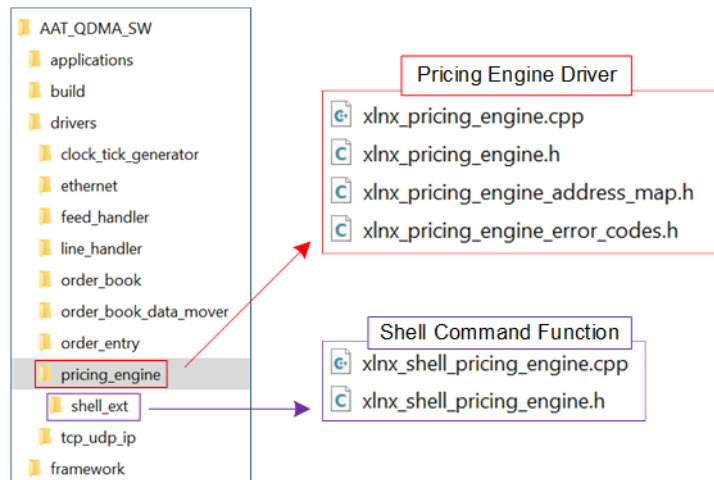 AAT_QDMA_SW
applications
build
drivers
clock_tick_generator
ethernet
feed_handler
line_handler
order_book
order_book_data_mover
order_entry
pricing_engine
shell_ext
tcp_udp_ip
framework
Pricing Engine Driver
C+ xlnx_pricing_engine.cpp
C xlnx_pricing_engine.h
C xlnx_pricing_engine_address_map.h
C xlnx_pricing_engine_error_codes.h
Shell Command Function
C+ xlnx_shell_pricing_engine.cpp
C xlnx_shell_pricing_engine.h